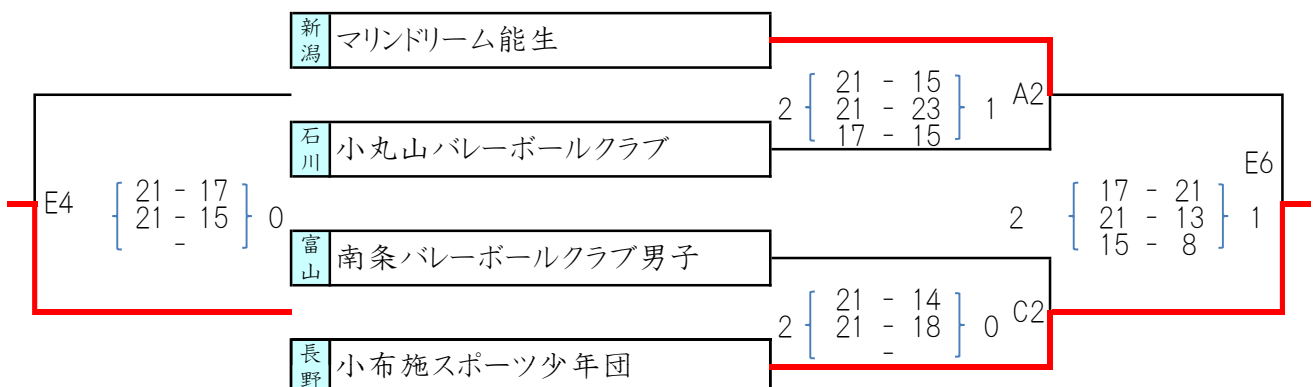 新潟 マリンドリーム能生
2 21 - 15 1 A2
21 - 23
17 - 15
石川 小丸山バレーボールクラブ
E4 21 - 17 0
21 - 15
-
E6
2 17 - 21 1
21 - 13
15 - 8
富山 南条バレーボールクラブ男子
2 21 - 14 0 C2
21 - 18
-
長野 小布施スポーツ少年団